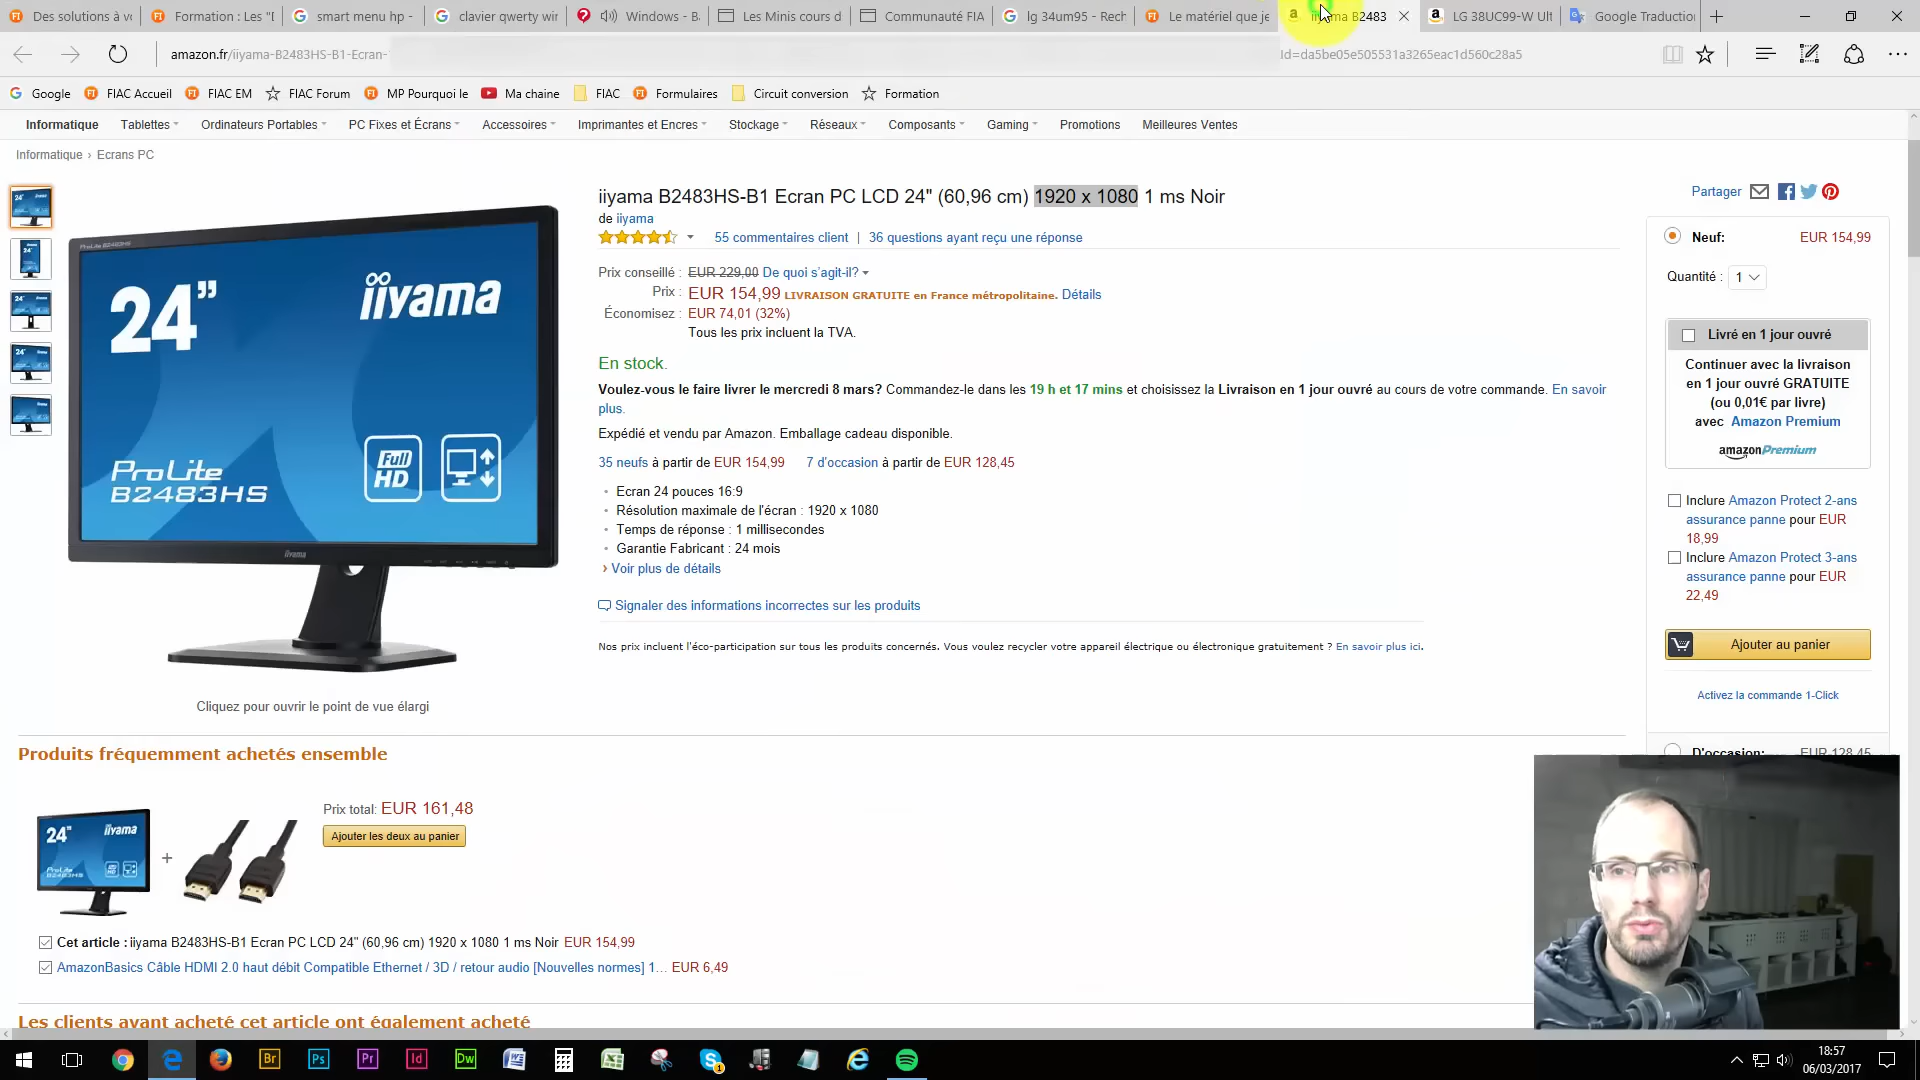 Des solutions à vo
Formation : Les "D
smart menu hp -
clavier qwerty win
Windows - B
Les Minis cours d
Communauté FIA
lg 34um95 - Rech
Le matériel que je
iiyama B2483
LG 38UC99-W Ult
Google Traduction
amazon.fr/iiyama-B2483HS-B1-Ecran-
Id=da5be05e505531a3265eac1d560c28a5
Google
FIAC Accueil
FIAC EM
FIAC Forum
MP Pourquoi le
Ma chaine
FIAC
Formulaires
Circuit conversion
Formation
Informatique
Tablettes
Ordinateurs Portables
PC Fixes et Écrans
Accessoires
Imprimantes et Encres
Stockage
Réseaux
Composants
Gaming
Promotions
Meilleures Ventes
Informatique › Ecrans PC
iiyama B2483HS-B1 Ecran PC LCD 24" (60,96 cm) 1920 x 1080 1 ms Noir
de iiyama
55 commentaires client | 36 questions ayant reçu une réponse
Prix conseillé : EUR 229,00 De quoi s'agit-il?
Prix : EUR 154,99 LIVRAISON GRATUITE en France métropolitaine. Détails
Économisez : EUR 74,01 (32%)
Tous les prix incluent la TVA.
En stock.
Voulez-vous le faire livrer le mercredi 8 mars? Commandez-le dans les 19 h et 17 mins et choisissez la Livraison en 1 jour ouvré au cours de votre commande. En savoir
plus.
Expédié et vendu par Amazon. Emballage cadeau disponible.
35 neufs à partir de EUR 154,99 7 d'occasion à partir de EUR 128,45
• Ecran 24 pouces 16:9
• Résolution maximale de l'écran : 1920 x 1080
• Temps de réponse : 1 millisecondes
• Garantie Fabricant : 24 mois
› Voir plus de détails
Signaler des informations incorrectes sur les produits
Nos prix incluent l'éco-participation sur tous les produits concernés. Vous voulez recycler votre appareil électrique ou électronique gratuitement ? En savoir plus ici.
ProLite B2483HS
24"
iiyama
Full
HD
ProLite
B2483HS
iiyama
Cliquez pour ouvrir le point de vue élargi
Partager
Neuf: EUR 154,99
Quantité : 1
Livré en 1 jour ouvré
Continuer avec la livraison
en 1 jour ouvré GRATUITE
(ou 0,01€ par livre)
avec Amazon Premium
amazonPremium
Inclure Amazon Protect 2-ans
assurance panne pour EUR
18,99
Inclure Amazon Protect 3-ans
assurance panne pour EUR
22,49
Ajouter au panier
Activez la commande 1-Click
D'occasion: EUR 128,45
Produits fréquemment achetés ensemble
24"
iiyama
ProLite
B2483HS
+
Prix total: EUR 161,48
Ajouter les deux au panier
Cet article : iiyama B2483HS-B1 Ecran PC LCD 24" (60,96 cm) 1920 x 1080 1 ms Noir EUR 154,99
AmazonBasics Câble HDMI 2.0 haut débit Compatible Ethernet / 3D / retour audio [Nouvelles normes] 1… EUR 6,49
Les clients ayant acheté cet article ont également acheté
Br
Ps
Pr
Id
Dw
18:57
06/03/2017